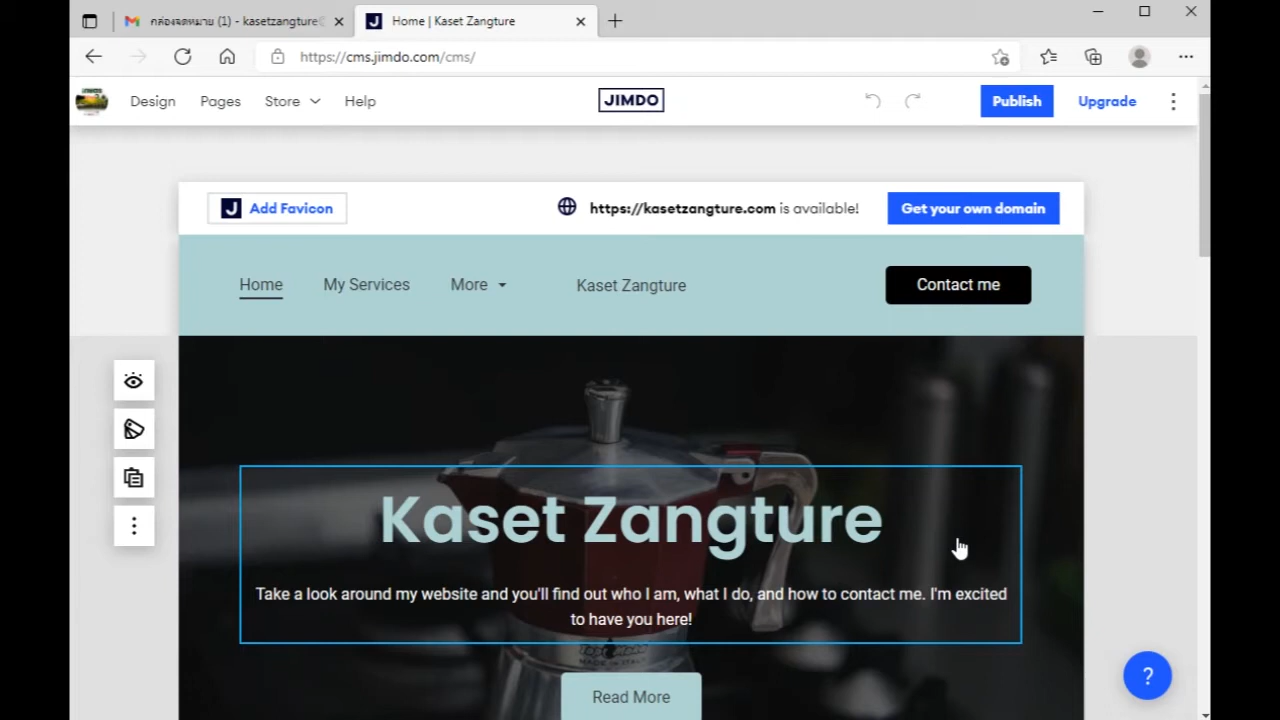 กล่องจดหมาย (1) - kasetzangture@
Home | Kaset Zangture
https://cms.jimdo.com/cms/
Design Pages Store Help
JIMDO
Publish Upgrade
J Add Favicon
https://kasetzangture.com is available!
Get your own domain
Home My Services More Kaset Zangture Contact me
Kaset Zangture
Take a look around my website and you'll find out who I am, what I do, and how to contact me. I'm excited
to have you here!
MADE IN ITALY
Read More
?